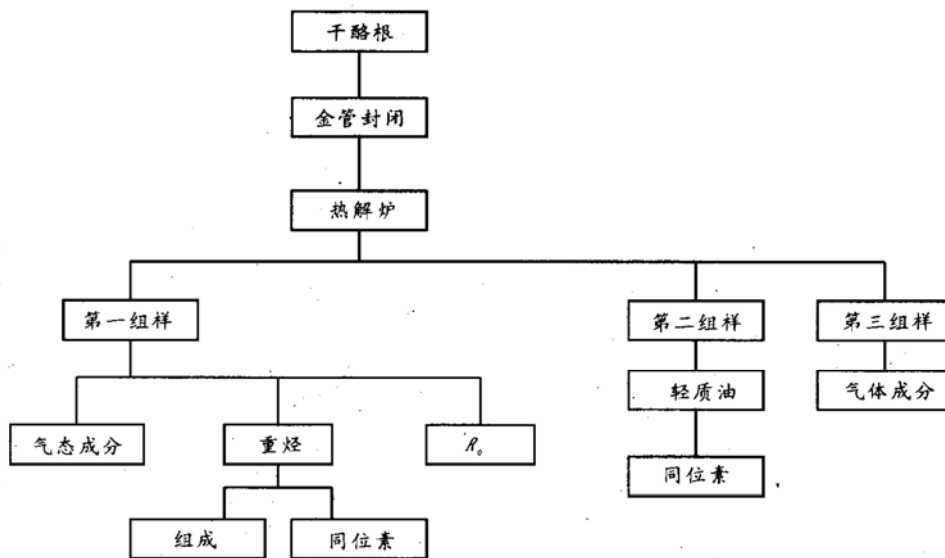 干酪根
金管封闭
热解炉
第一组样
第二组样
第三组样
轻质油
气体成分
气态成分
重烃
R₀
同位素
组成
同位素